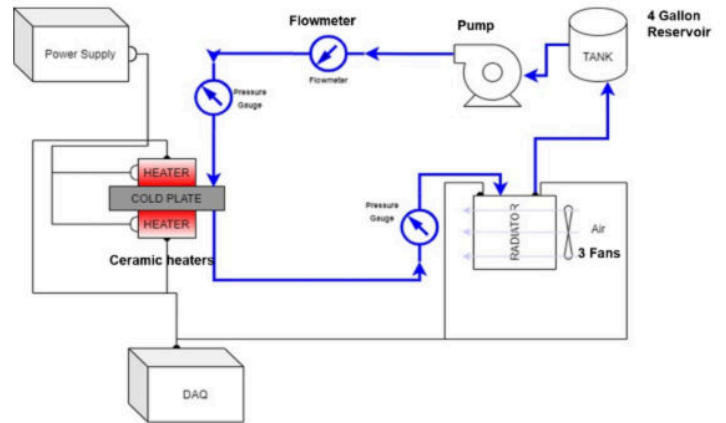 Flowmeter
Pump
4 Gallon
Reservoir
Power Supply
TANK
Flowmeter
Pressure
Gauge
HEATER
COLD PLATE
HEATER
Ceramic heaters
Pressure
Gauge
RADIATOR
Air
3 Fans
DAQ